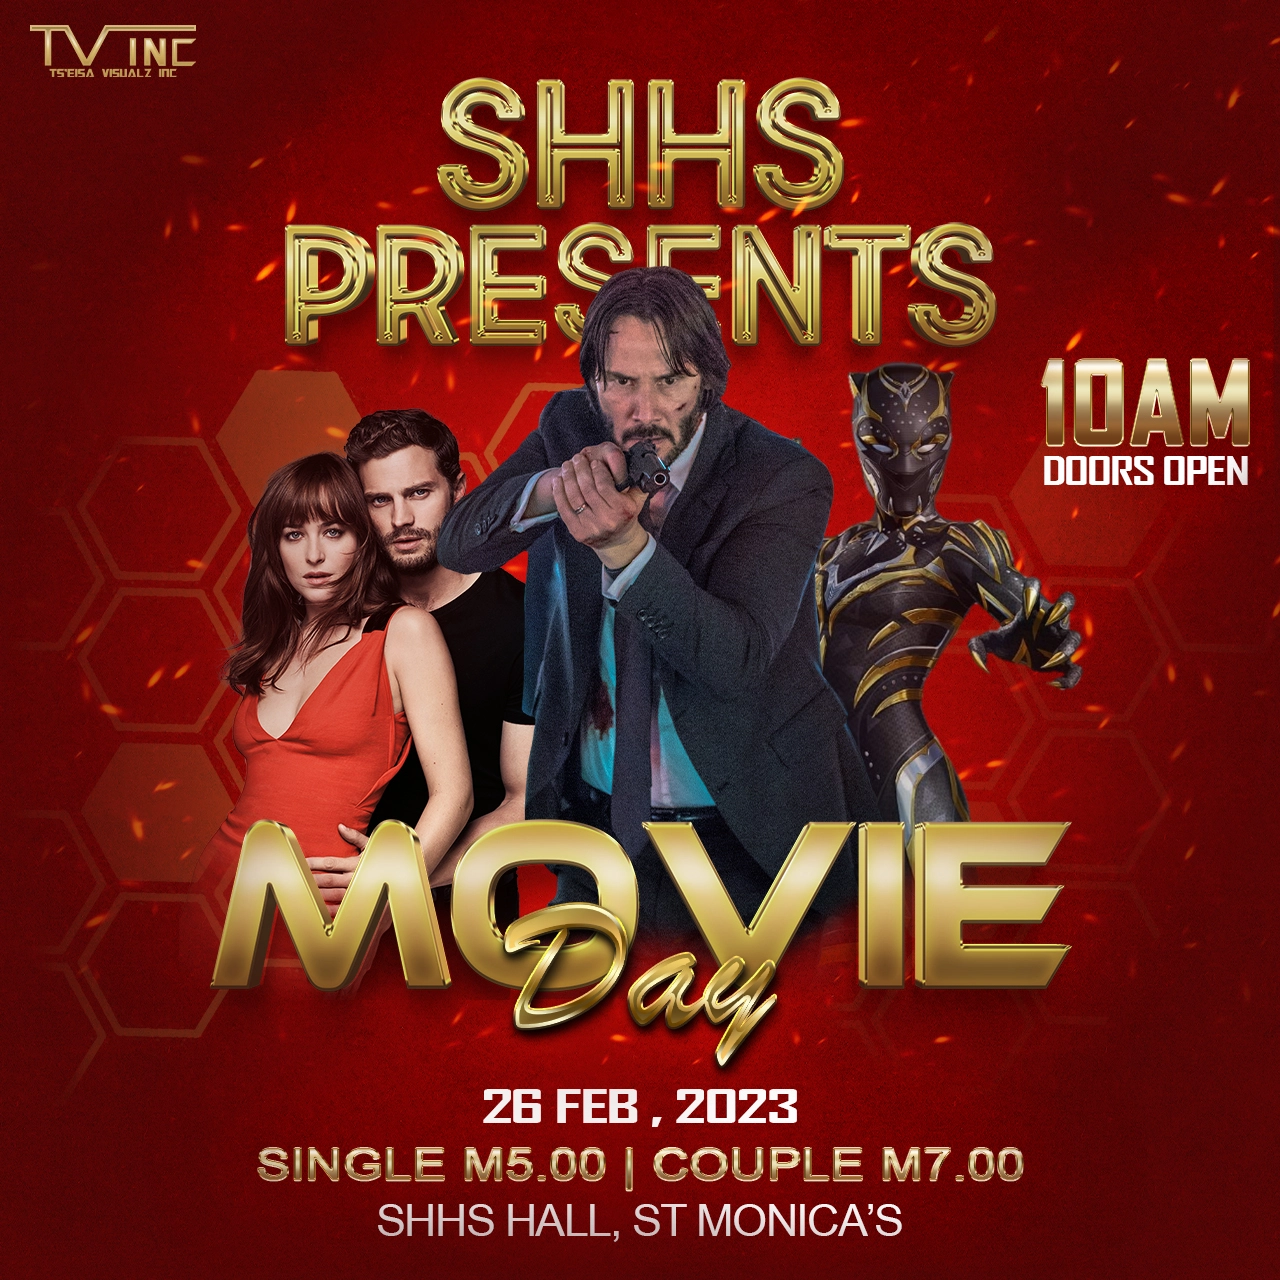 TV INC
TS'EISA VISUALZ INC
SHHS
PRESENTS
10AM
DOORS OPEN
MOVIE
Day
26 FEB , 2023
SINGLE M5.00 | COUPLE M7.00
SHHS HALL, ST MONICA'S